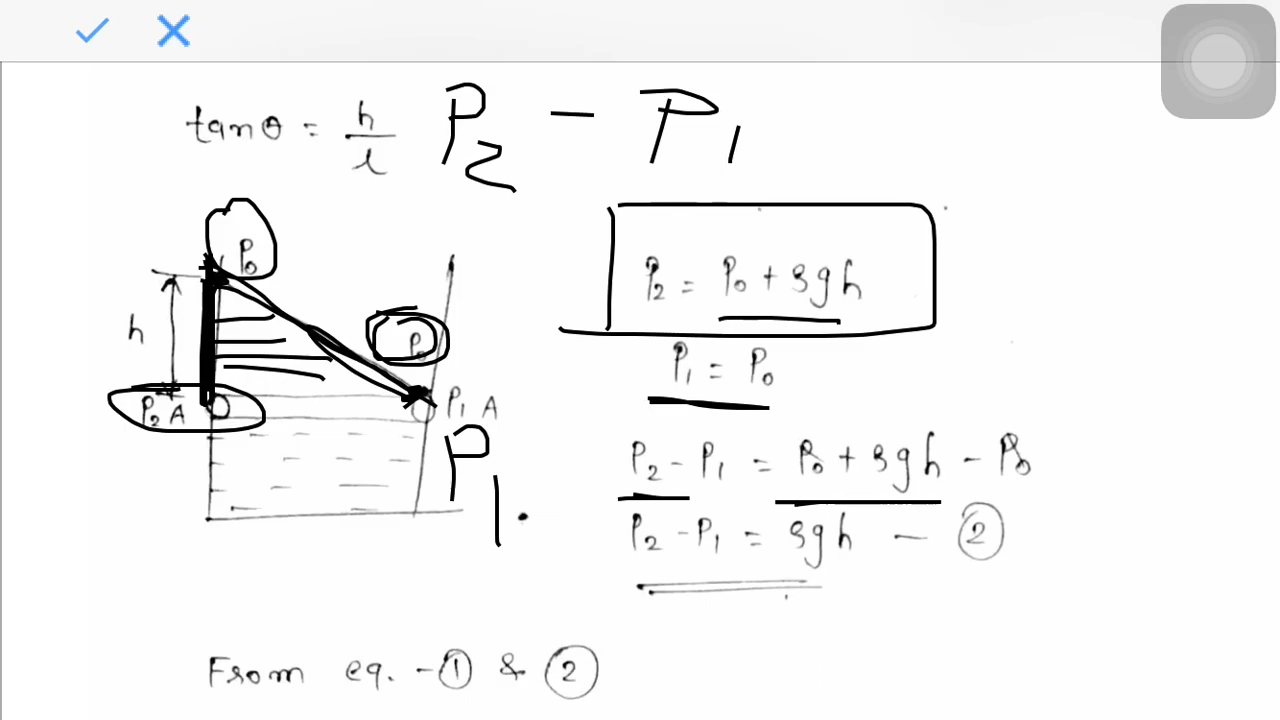 tanθ = h/l
P₂ - P₁
P₀
h
P₀
P₂ A
P₁ A
P₁.
P₂ = P₀ + ρgh
P₁ = P₀
P₂ - P₁ = P₀ + ρgh - P₀
P₂ - P₁ = ρgh — ②
From eq. - ① & ②